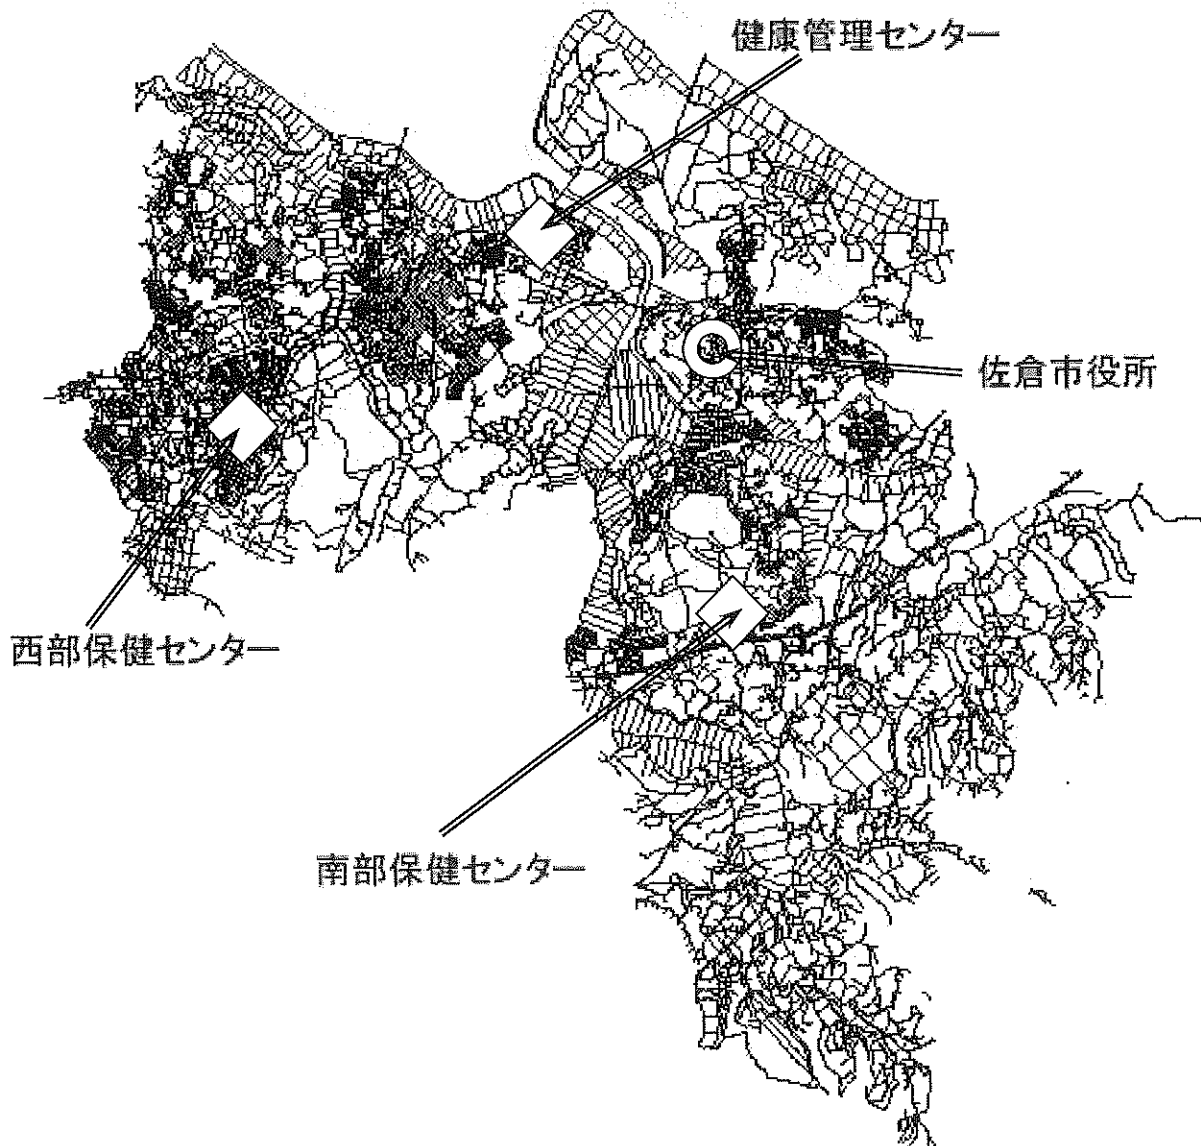 健康管理センター
佐倉市役所
西部保健センター
南部保健センター